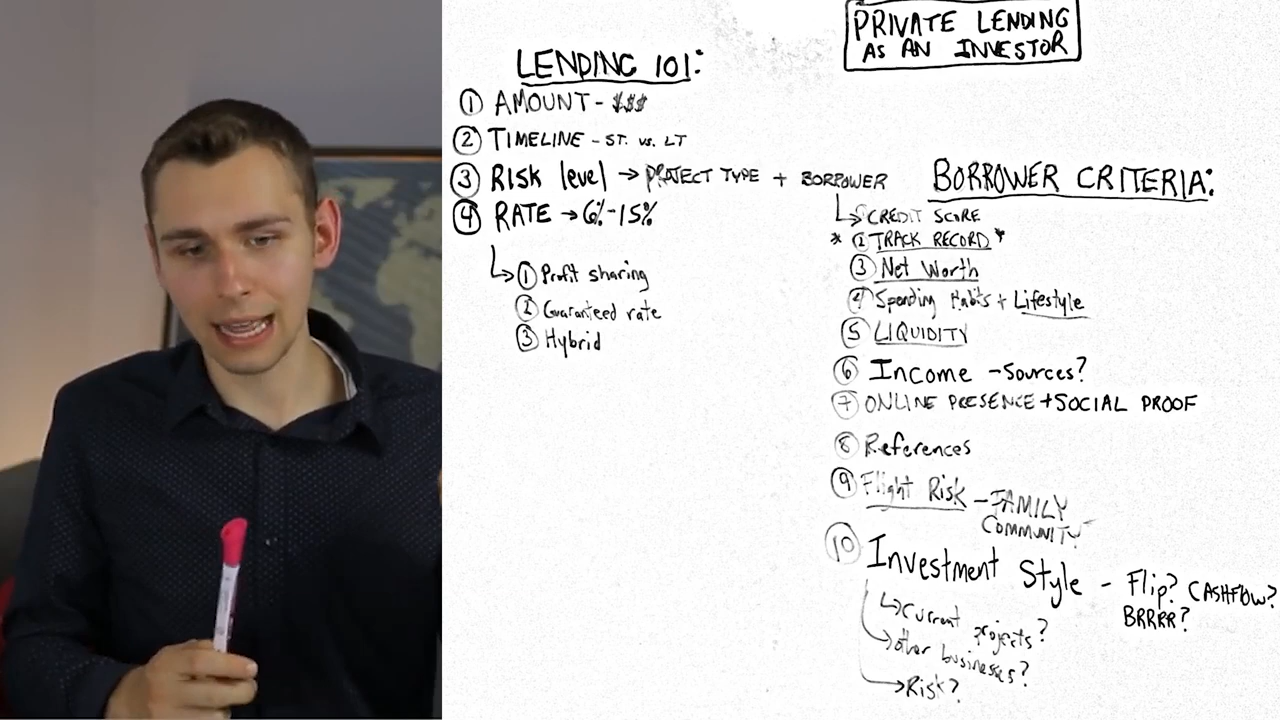 PRIVATE LENDING
AS AN INVESTOR
LENDING 101:
① AMOUNT - $$$
② TIMELINE - ST. vs. LT
③ Risk level → PROJECT TYPE + BORROWER
④ RATE → 6%-15%
↳ ① Profit sharing
② Guaranteed rate
③ Hybrid
BORROWER CRITERIA:
↳ CREDIT SCORE
* ② TRACK RECORD *
③ Net Worth
④ Spending Habits + Lifestyle
⑤ LIQUIDITY
⑥ Income - Sources?
⑦ ONLINE PRESENCE + SOCIAL PROOF
⑧ References
⑨ Flight Risk - FAMILY
COMMUNITY
⑩ Investment Style - Flip? CASHFLOW?
BRRRR?
↳ Current projects?
→ other businesses?
→ Risk?